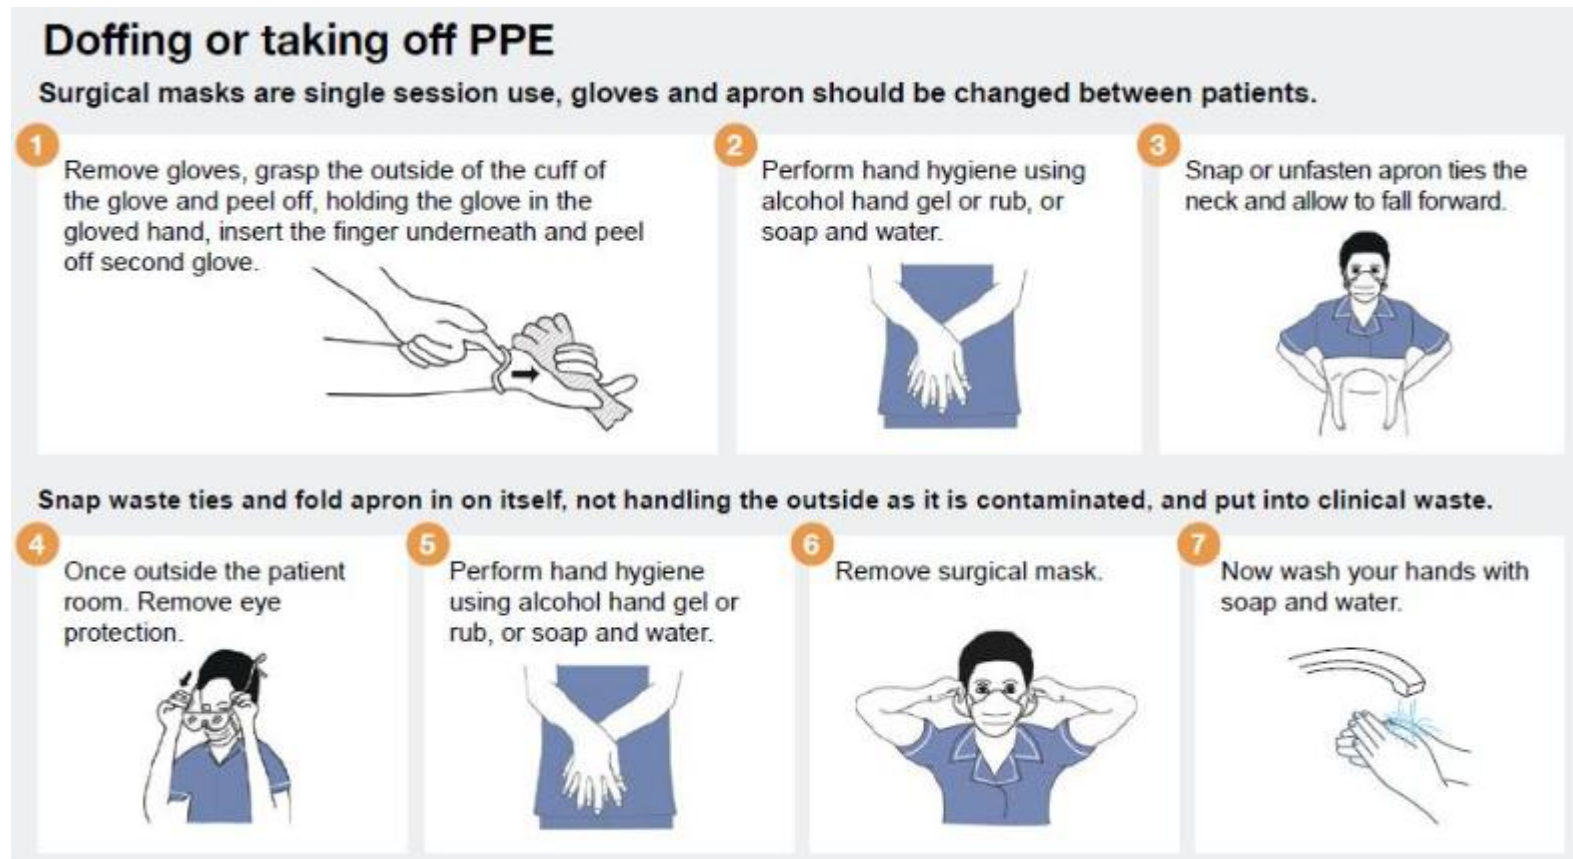 Doffing or taking off PPE
Surgical masks are single session use, gloves and apron should be changed between patients.
1
Remove gloves, grasp the outside of the cuff of
the glove and peel off, holding the glove in the
gloved hand, insert the finger underneath and peel
off second glove.
2
Perform hand hygiene using
alcohol hand gel or rub, or
soap and water.
3
Snap or unfasten apron ties the
neck and allow to fall forward.
Snap waste ties and fold apron in on itself, not handling the outside as it is contaminated, and put into clinical waste.
4
Once outside the patient
room. Remove eye
protection.
5
Perform hand hygiene
using alcohol hand gel or
rub, or soap and water.
6
Remove surgical mask.
7
Now wash your hands with
soap and water.